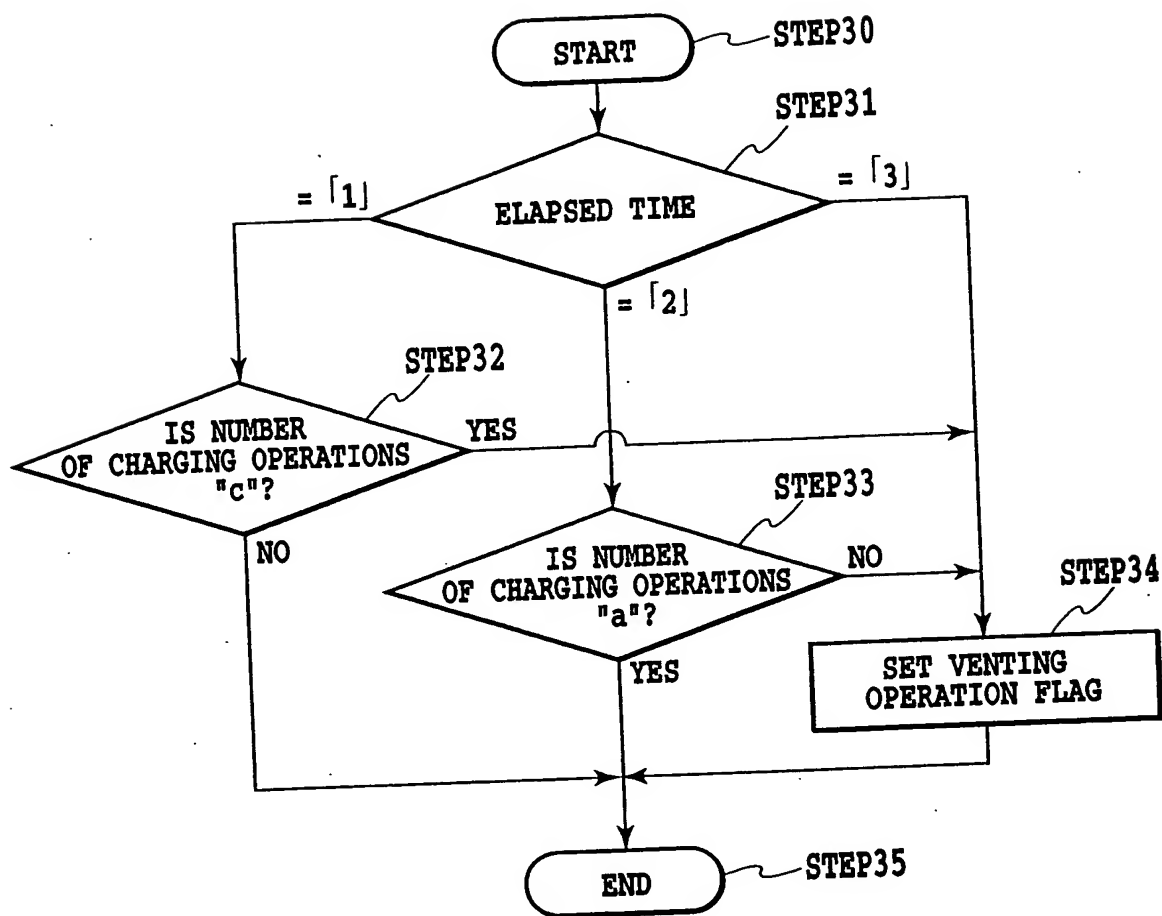 START
STEP30
STEP31
= 「1」
ELAPSED TIME
= 「3」
= 「2」
STEP32
IS NUMBER
OF CHARGING OPERATIONS
"c"?
YES
NO
STEP33
IS NUMBER
OF CHARGING OPERATIONS
"a"?
NO
YES
STEP34
SET VENTING
OPERATION FLAG
END
STEP35